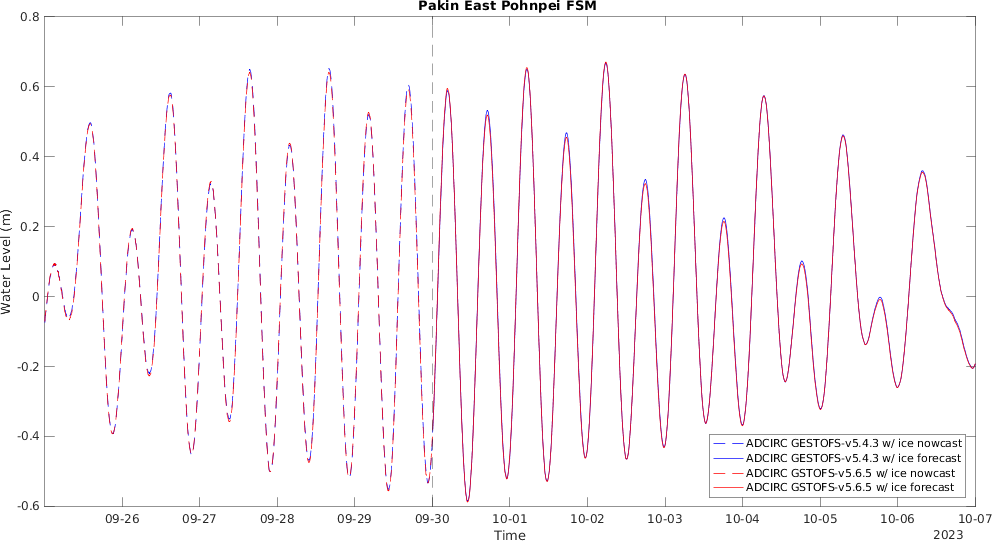 Pakin East Pohnpei FSM
0.8
0.6
0.4
0.2
0
-0.2
-0.4
-0.6
Water Level (m)
ADCIRC GESTOFS-v5.4.3 w/ ice nowcast
ADCIRC GESTOFS-v5.4.3 w/ ice forecast
ADCIRC GSTOFS-v5.6.5 w/ ice nowcast
ADCIRC GSTOFS-v5.6.5 w/ ice forecast
09-26 09-27 09-28 09-29 09-30 10-01 10-02 10-03 10-04 10-05 10-06 10-07
Time
2023